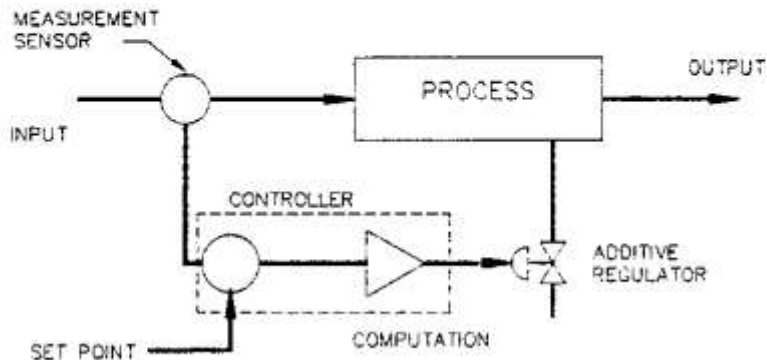 MEASUREMENT
SENSOR
PROCESS
OUTPUT
INPUT
CONTROLLER
ADDITIVE
REGULATOR
SET POINT
COMPUTATION